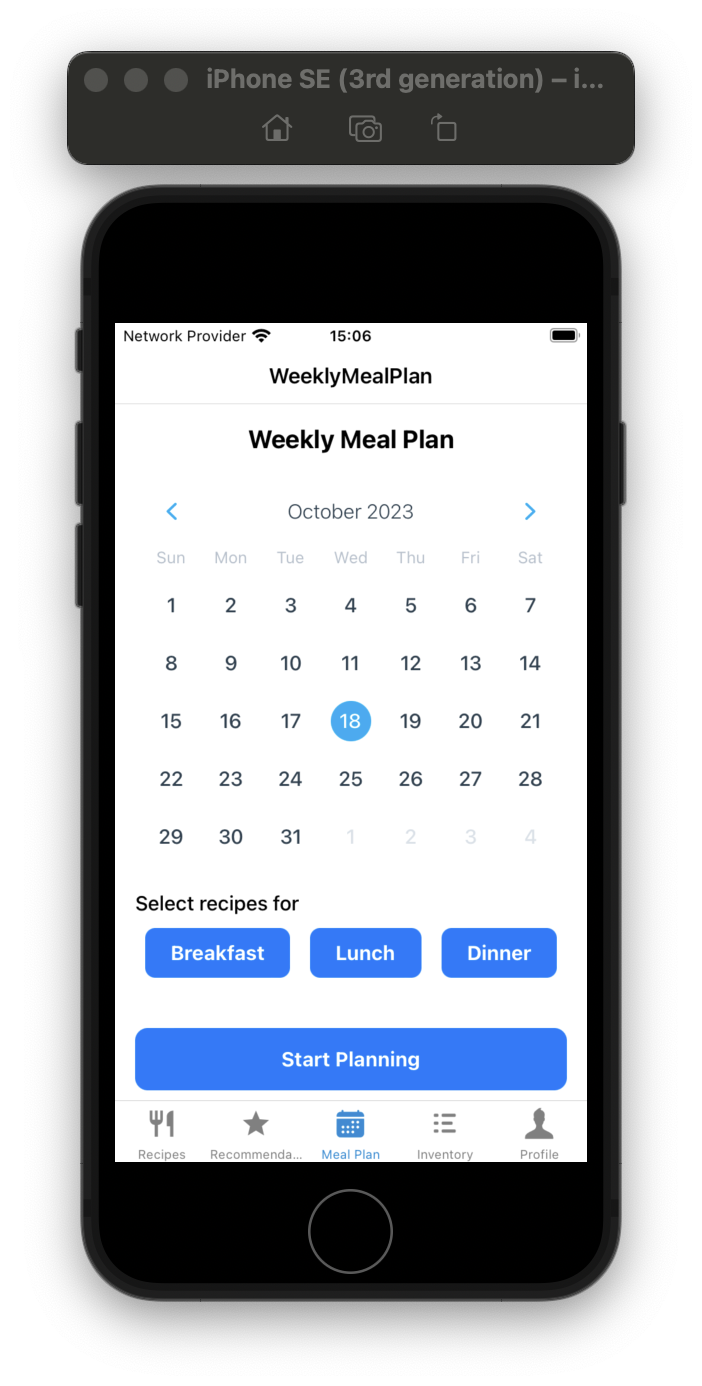 iPhone SE (3rd generation) – i...
Network Provider 15:06
WeeklyMealPlan
Weekly Meal Plan
October 2023
Sun Mon Tue Wed Thu Fri Sat
1 2 3 4 5 6 7
8 9 10 11 12 13 14
15 16 17 18 19 20 21
22 23 24 25 26 27 28
29 30 31 1 2 3 4
Select recipes for
Breakfast Lunch Dinner
Start Planning
Recipes Recommenda... Meal Plan Inventory Profile